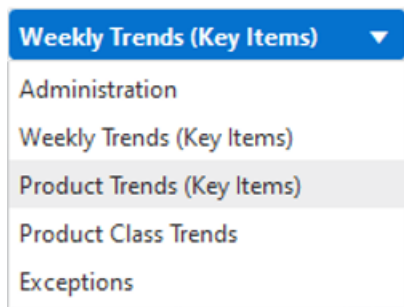 Weekly Trends (Key Items)
Administration
Weekly Trends (Key Items)
Product Trends (Key Items)
Product Class Trends
Exceptions